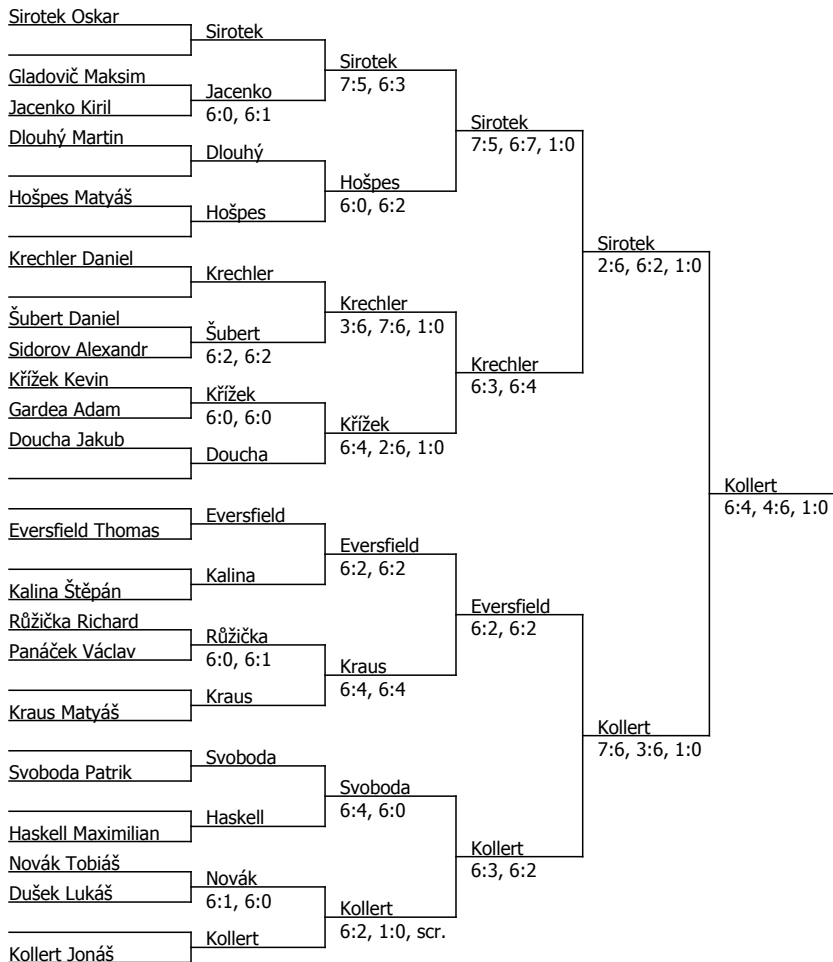 Sirotek Oskar
Gladovič Maksim
Jacenko Kiril
Dlouhý Martin
Hošpes Matyáš
Krechler Daniel
Šubert Daniel
Sidorov Alexandr
Křížek Kevin
Gardea Adam
Doucha Jakub
Eversfield Thomas
Kalina Štěpán
Růžička Richard
Panáček Václav
Kraus Matyáš
Svoboda Patrik
Haskell Maximilian
Novák Tobiáš
Dušek Lukáš
Kollert Jonáš
Sirotek
Jacenko
6:0, 6:1
Dlouhý
Hošpes
Krechler
Šubert
6:2, 6:2
Křížek
6:0, 6:0
Doucha
Eversfield
Kalina
Růžička
6:0, 6:1
Kraus
Svoboda
Haskell
Novák
6:1, 6:0
Kollert
Sirotek
7:5, 6:3
Hošpes
6:0, 6:2
Krechler
3:6, 7:6, 1:0
Křížek
6:4, 2:6, 1:0
Eversfield
6:2, 6:2
Kraus
6:4, 6:4
Svoboda
6:4, 6:0
Kollert
6:2, 1:0, scr.
Sirotek
7:5, 6:7, 1:0
Krechler
6:3, 6:4
Eversfield
6:2, 6:2
Kollert
6:3, 6:2
Sirotek
2:6, 6:2, 1:0
Kollert
7:6, 3:6, 1:0
Kollert
6:4, 4:6, 1:0